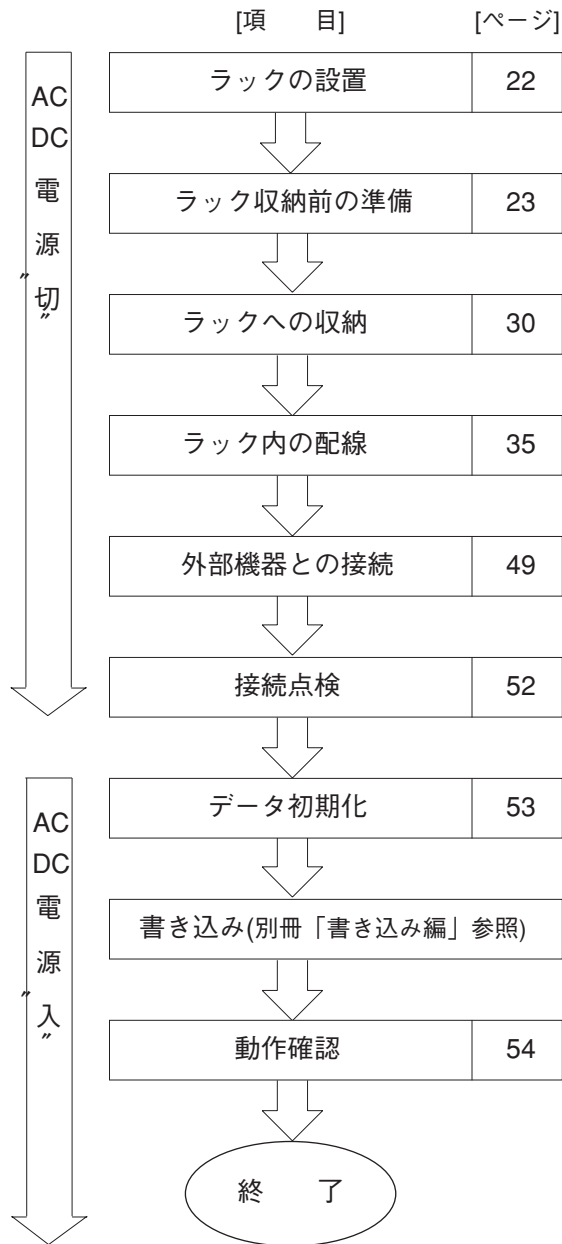 [項　目] [ページ]
AC DC 電源 〝切〟
ラックの設置 22
ラック収納前の準備 23
ラックへの収納 30
ラック内の配線 35
外部機器との接続 49
接続点検 52
AC DC 電源 〝入〟
データ初期化 53
書き込み(別冊「書き込み編」参照)
動作確認 54
終　了